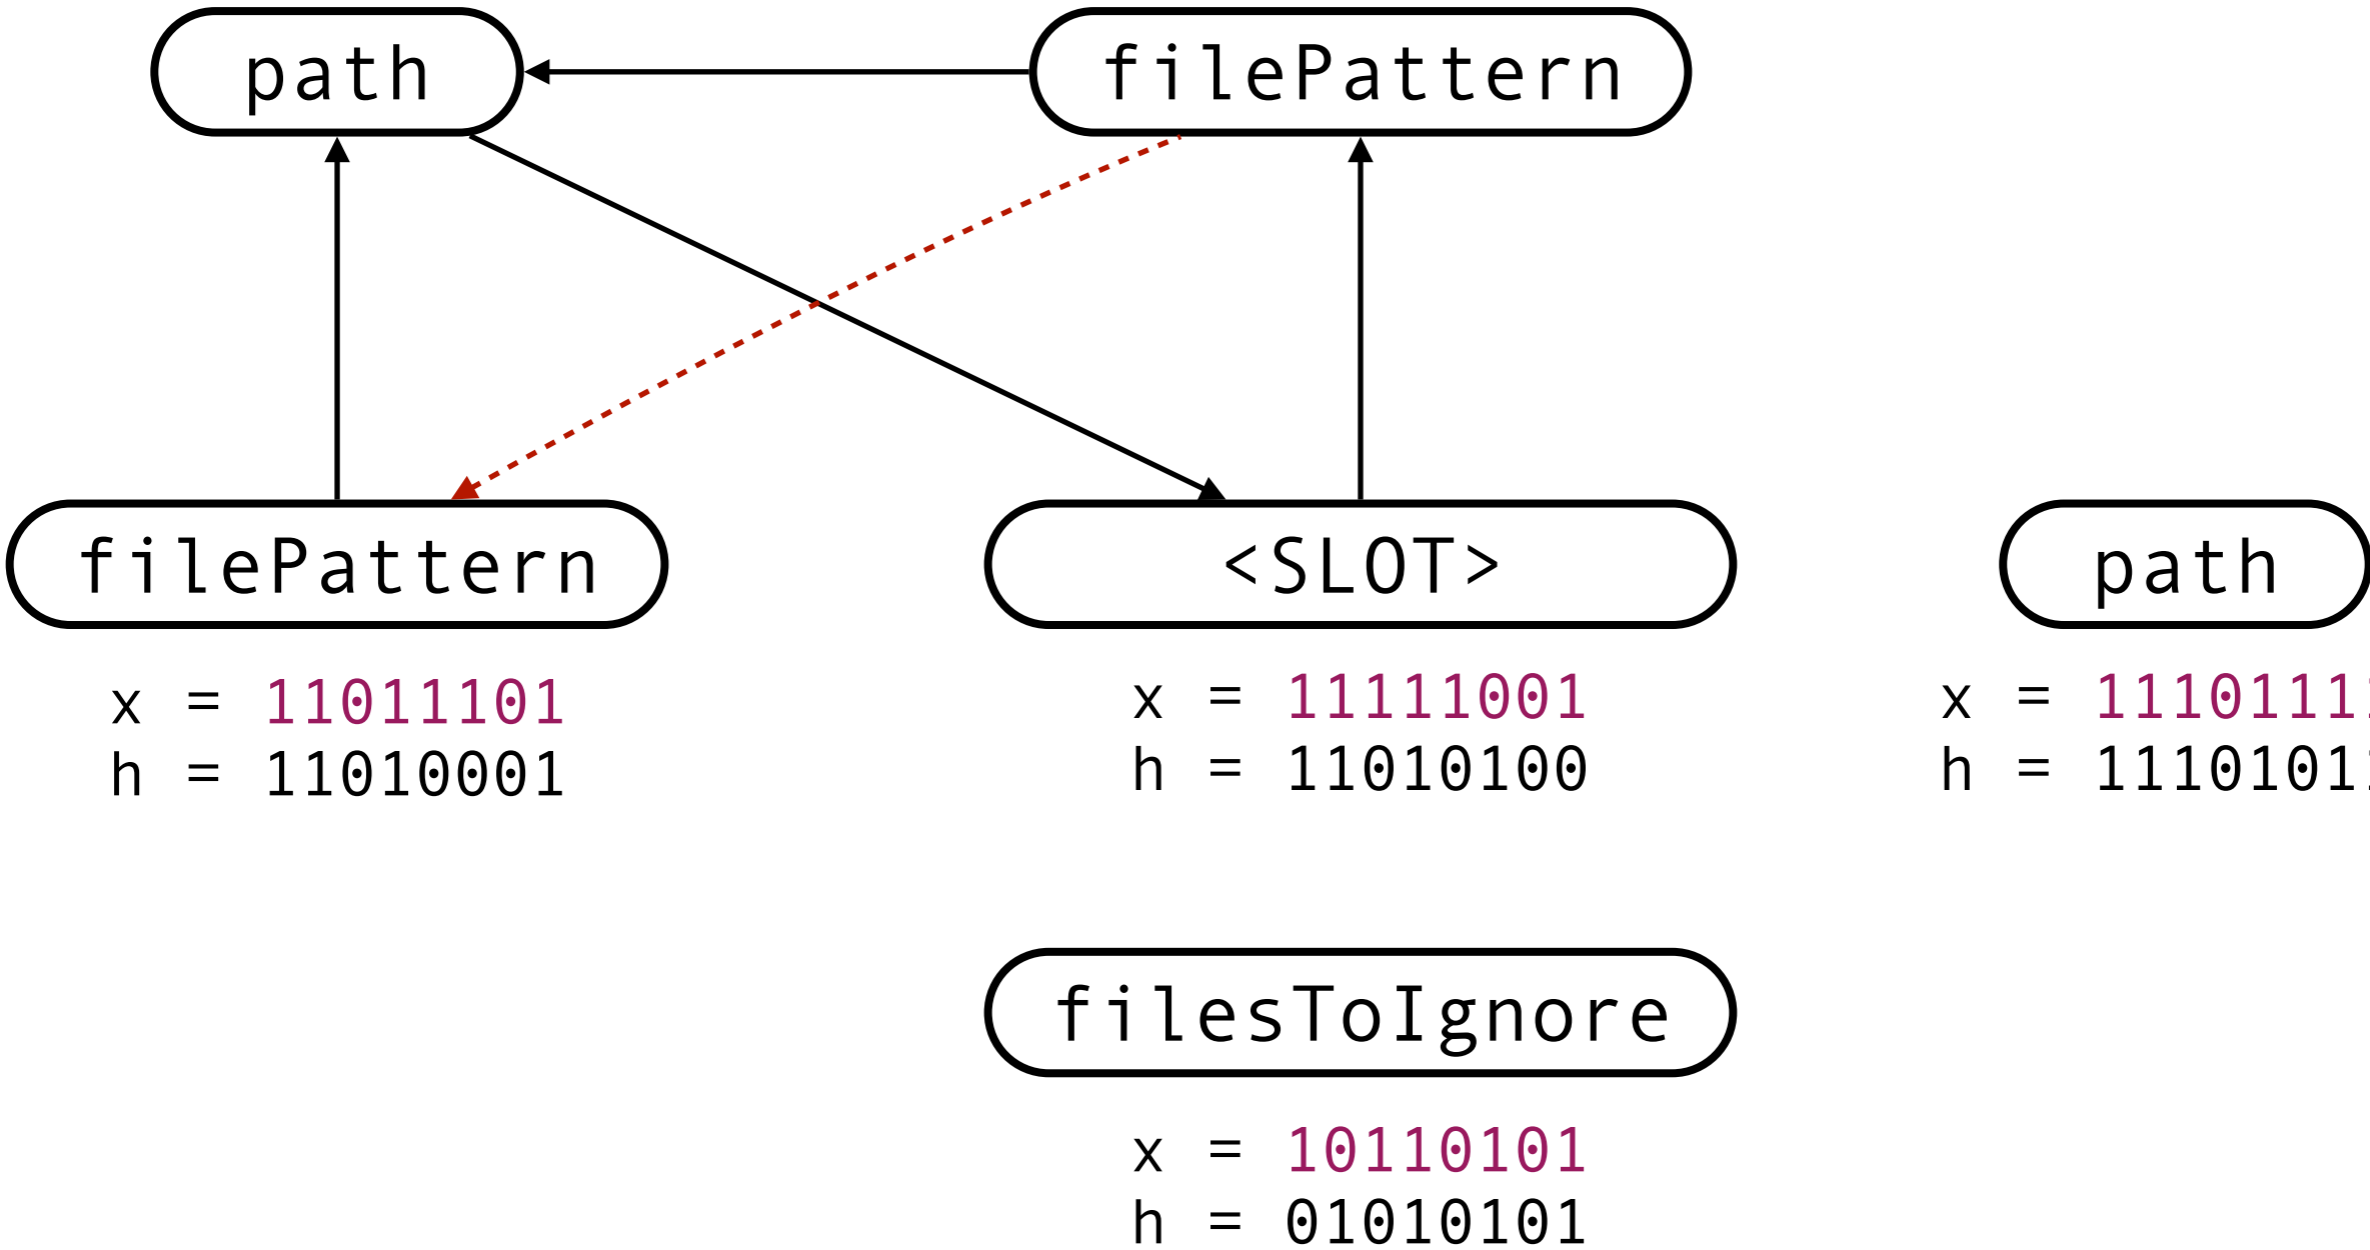 path
filePattern
filePattern
<SLOT>
path
x = 11011101
h = 11010001
x = 11111001
h = 11010100
x = 1110111
h = 1110101
filesToIgnore
x = 10110101
h = 01010101